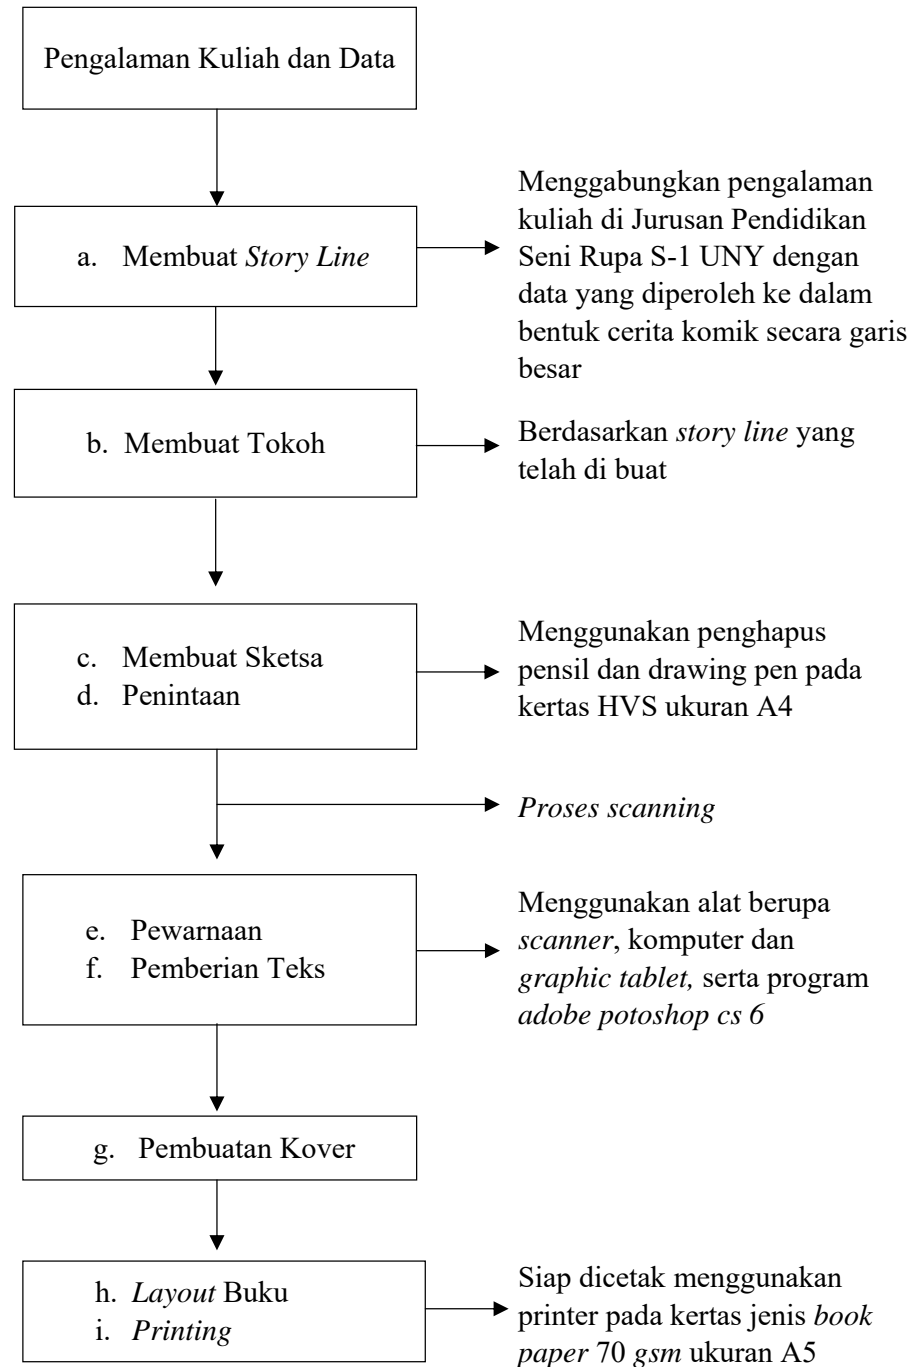 Pengalaman Kuliah dan Data
a. Membuat Story Line
Menggabungkan pengalaman
kuliah di Jurusan Pendidikan
Seni Rupa S-1 UNY dengan
data yang diperoleh ke dalam
bentuk cerita komik secara garis
besar
b. Membuat Tokoh
Berdasarkan story line yang
telah di buat
c. Membuat Sketsa
d. Penintaan
Menggunakan penghapus
pensil dan drawing pen pada
kertas HVS ukuran A4
Proses scanning
e. Pewarnaan
f. Pemberian Teks
Menggunakan alat berupa
scanner, komputer dan
graphic tablet, serta program
adobe potoshop cs 6
g. Pembuatan Kover
h. Layout Buku
i. Printing
Siap dicetak menggunakan
printer pada kertas jenis book
paper 70 gsm ukuran A5